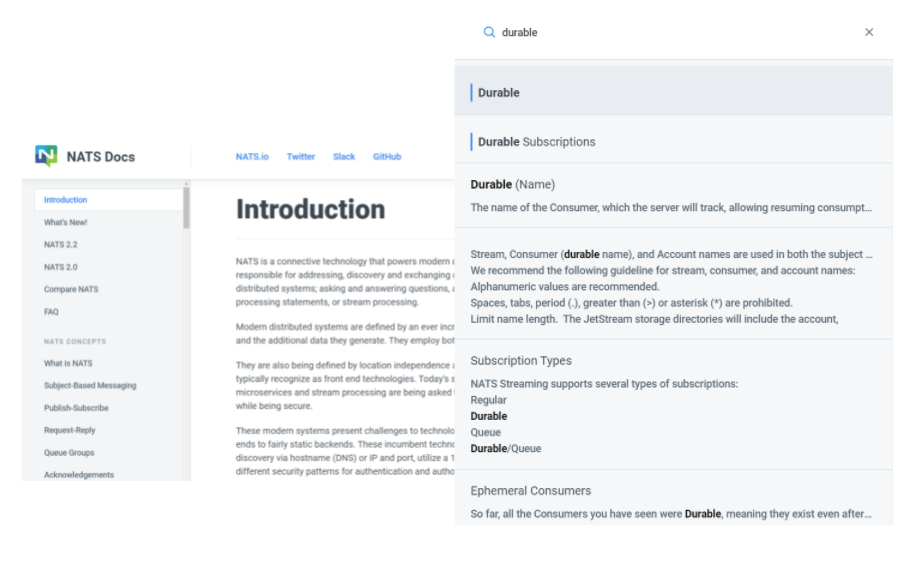 durable
Durable
Durable Subscriptions
Durable (Name)
The name of the Consumer, which the server will track, allowing resuming consumpt...
Stream, Consumer (durable name), and Account names are used in both the subject ...
We recommend the following guideline for stream, consumer, and account names:
Alphanumeric values are recommended.
Spaces, tabs, period (.), greater than (>) or asterisk (*) are prohibited.
Limit name length.  The JetStream storage directories will include the account,
Subscription Types
NATS Streaming supports several types of subscriptions:
Regular
Durable
Queue
Durable/Queue
Ephemeral Consumers
So far, all the Consumers you have seen were Durable, meaning they exist even after...
NATS Docs
NATS.io Twitter Slack GitHub
Introduction
What's New!
NATS 2.2
NATS 2.0
Compare NATS
FAQ
NATS CONCEPTS
What is NATS
Subject-Based Messaging
Publish-Subscribe
Request-Reply
Queue Groups
Acknowledgements
Introduction
NATS is a connective technology that powers modern
responsible for addressing, discovery and exchanging
distributed systems; asking and answering questions,
processing statements, or stream processing.
Modern distributed systems are defined by an ever incr
and the additional data they generate. They employ bot
They are also being defined by location independence
typically recognize as front end technologies. Today's
microservices and stream processing are being asked
while being secure.
These modern systems present challenges to technolo
ends to fairly static backends. These incumbent techno
discovery via hostname (DNS) or IP and port, utilize a 1
different security patterns for authentication and autho